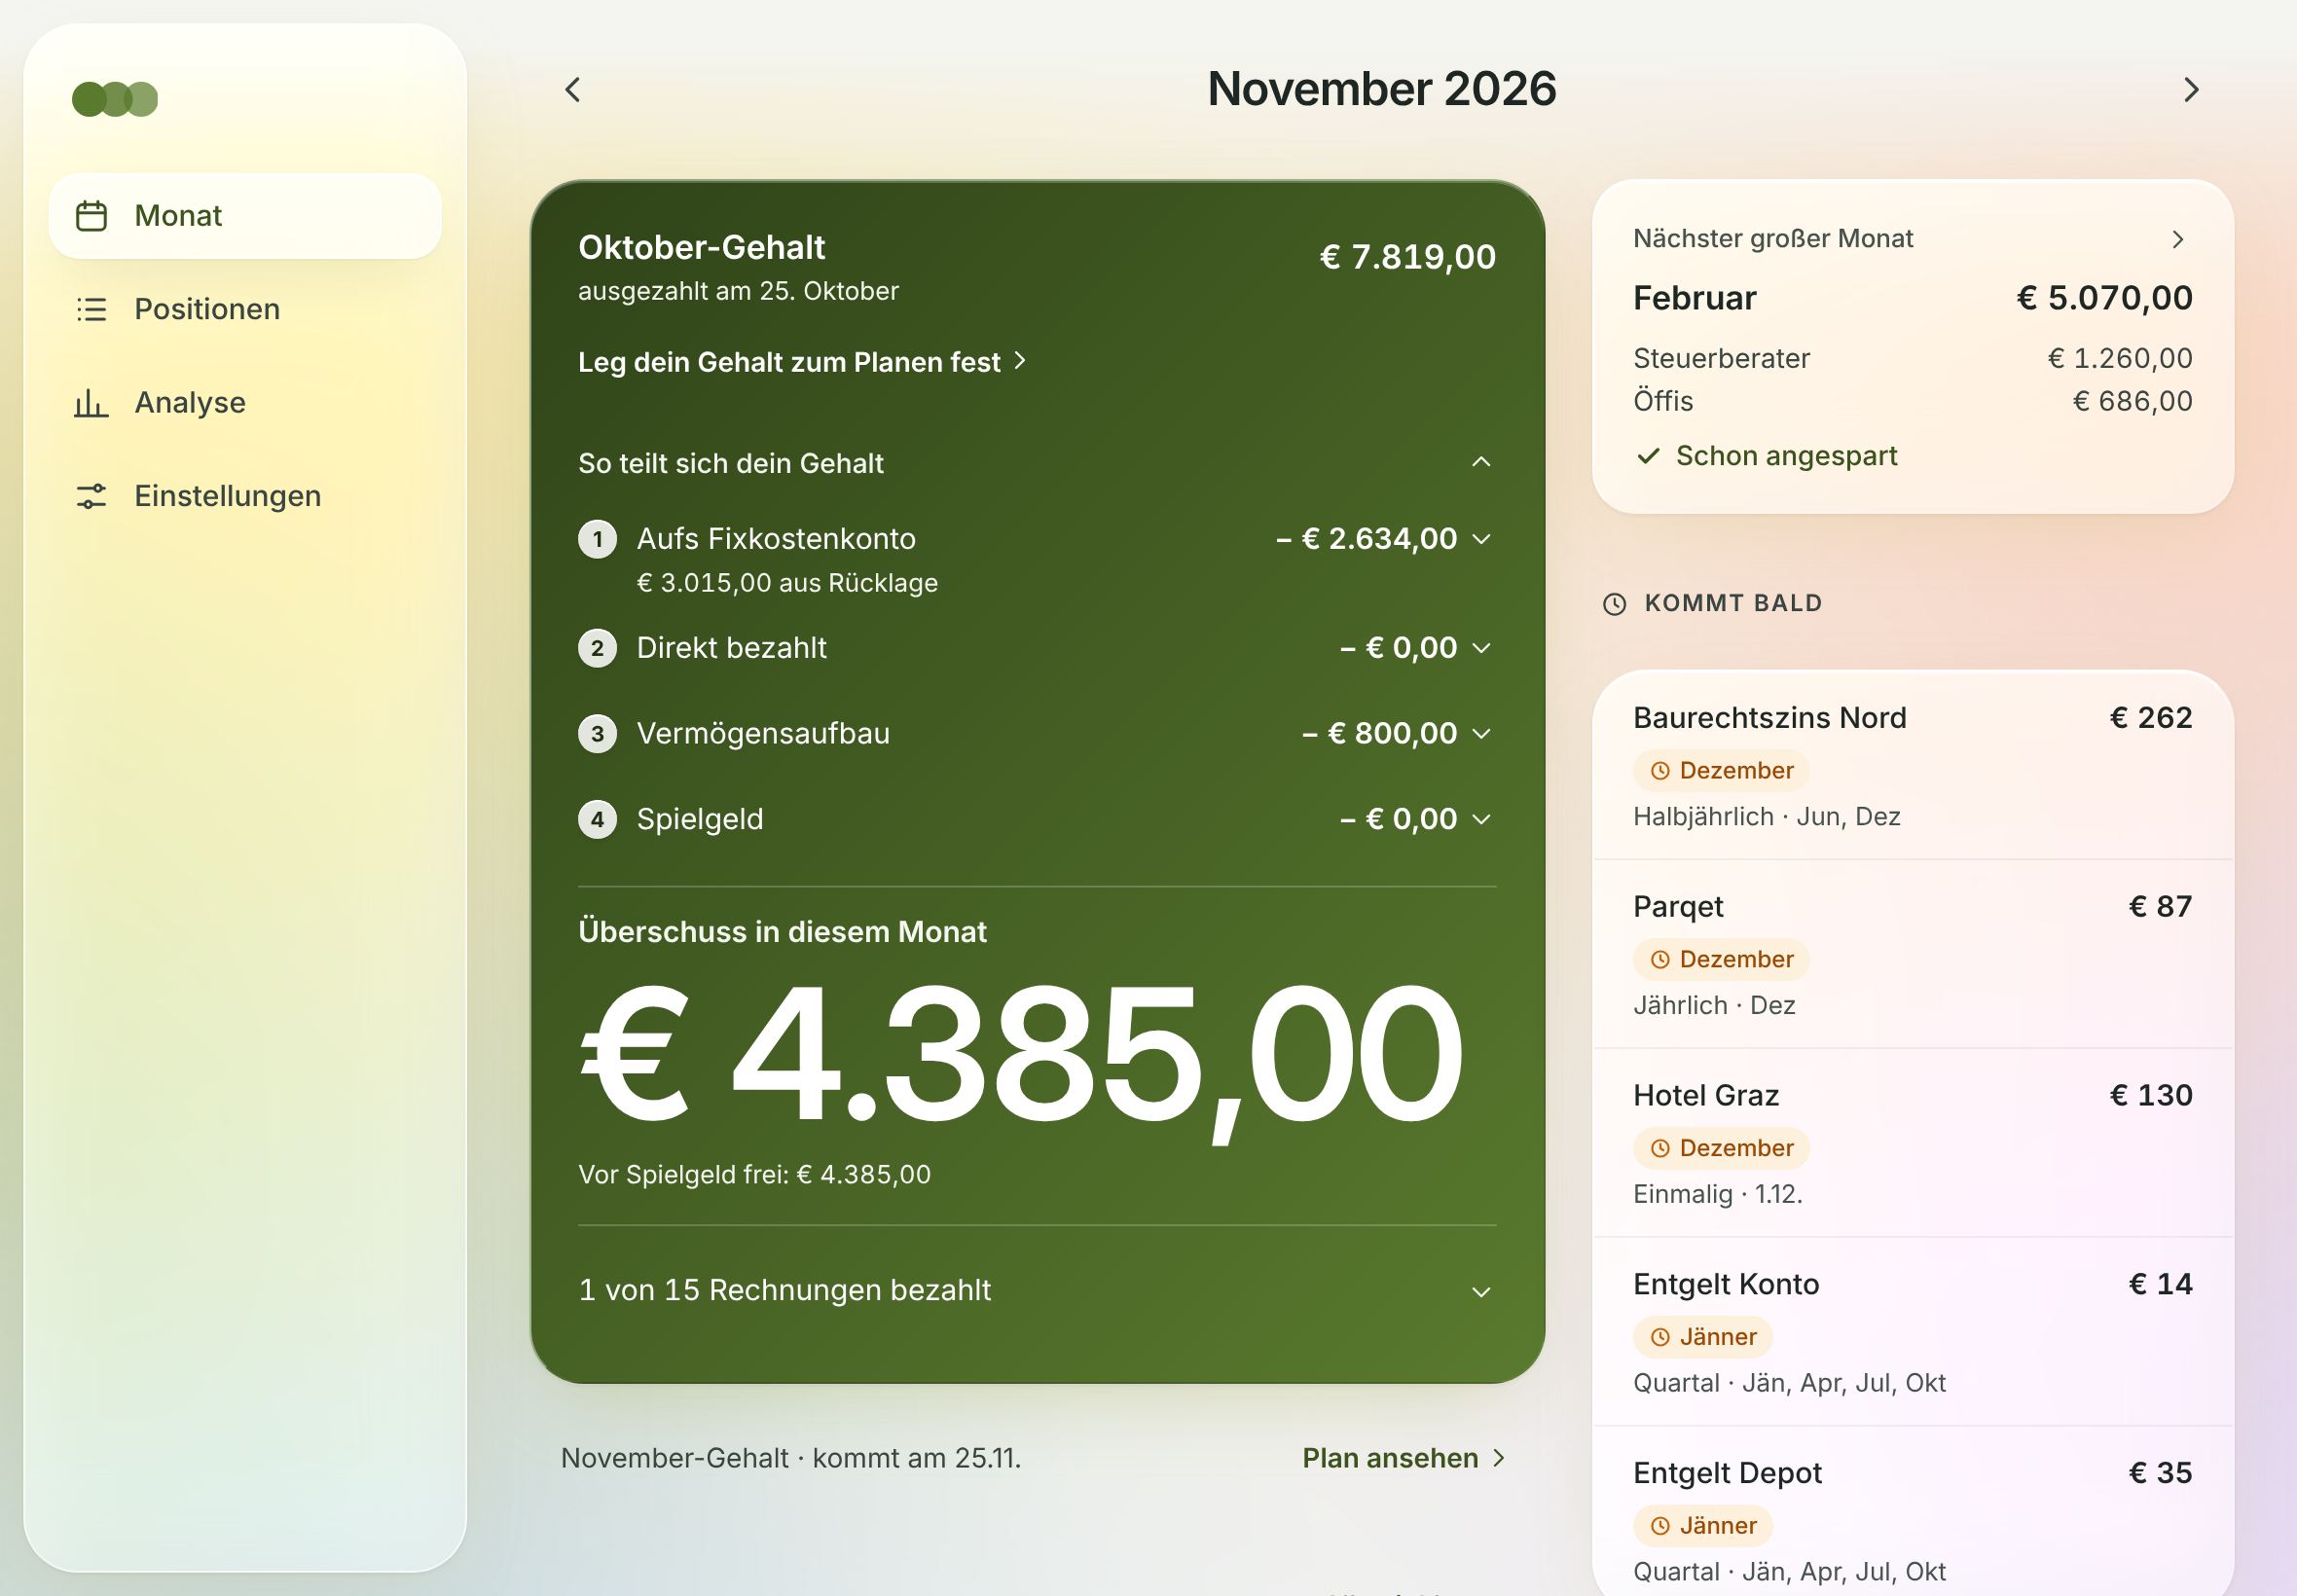 November 2026
Monat
Positionen
Analyse
Einstellungen
Oktober-Gehalt
€ 7.819,00
ausgezahlt am 25. Oktober
Leg dein Gehalt zum Planen fest
So teilt sich dein Gehalt
1 Aufs Fixkostenkonto – € 2.634,00
€ 3.015,00 aus Rücklage
2 Direkt bezahlt – € 0,00
3 Vermögensaufbau – € 800,00
4 Spielgeld – € 0,00
Überschuss in diesem Monat
€ 4.385,00
Vor Spielgeld frei: € 4.385,00
1 von 15 Rechnungen bezahlt
November-Gehalt · kommt am 25.11. Plan ansehen
Nächster großer Monat
Februar € 5.070,00
Steuerberater € 1.260,00
Öffis € 686,00
Schon angespart
KOMMT BALD
Baurechtszins Nord € 262
Dezember
Halbjährlich · Jun, Dez
Parqet € 87
Dezember
Jährlich · Dez
Hotel Graz € 130
Dezember
Einmalig · 1.12.
Entgelt Konto € 14
Jänner
Quartal · Jän, Apr, Jul, Okt
Entgelt Depot € 35
Jänner
Quartal · Jän, Apr, Jul, Okt